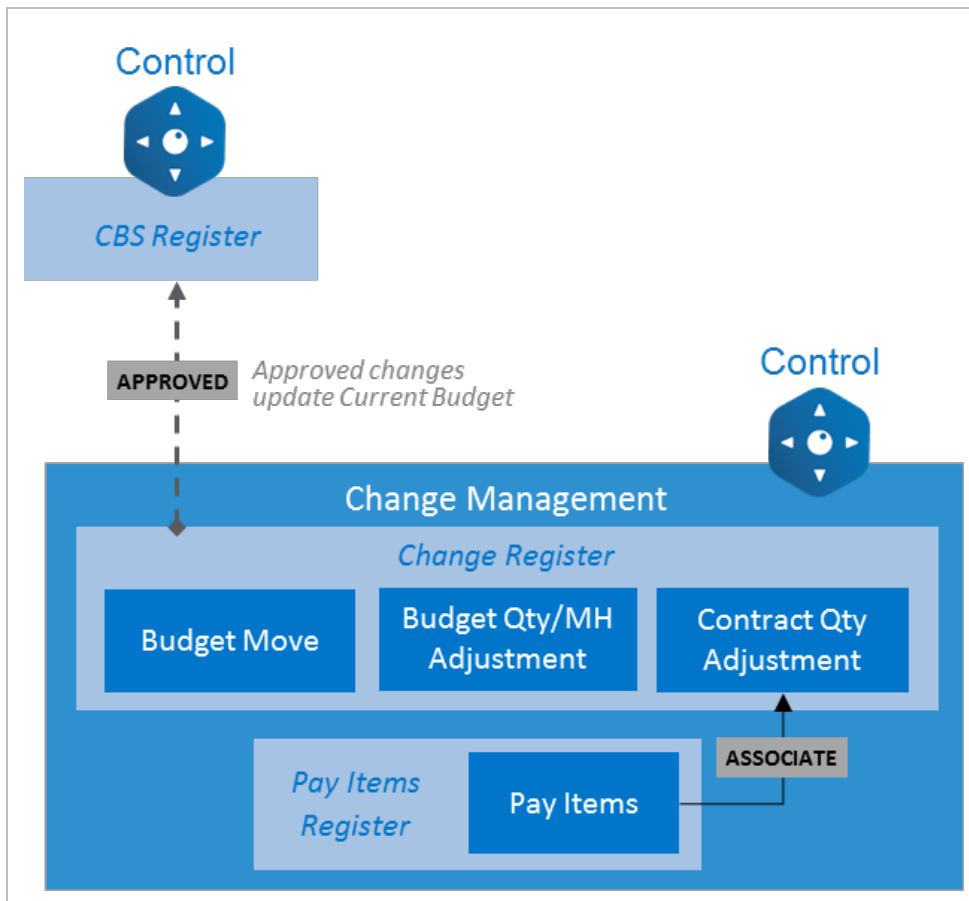 Control
CBS Register
APPROVED
Approved changes
update Current Budget
Control
Change Management
Change Register
Budget Move
Budget Qty/MH
Adjustment
Contract Qty
Adjustment
ASSOCIATE
Pay Items
Register
Pay Items